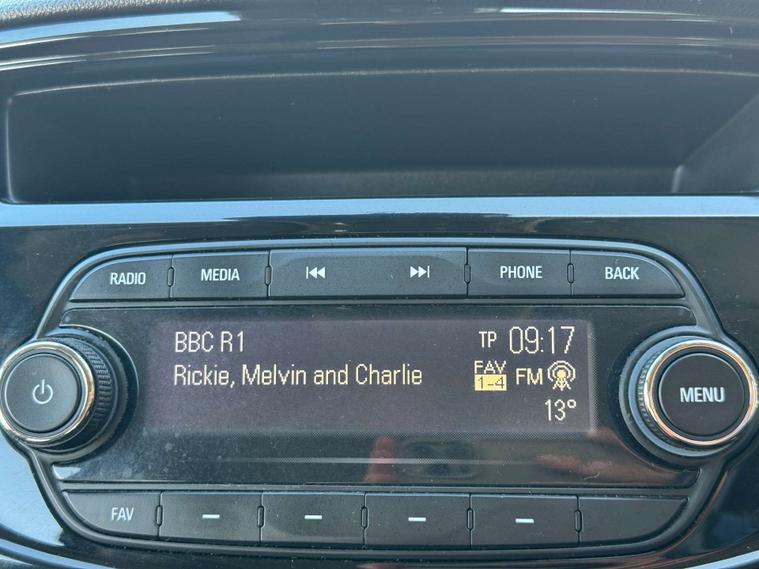 RADIO MEDIA PHONE BACK
BBC R1 TP 09:17
Rickie, Melvin and Charlie FAV 1-4 FM
13°
MENU
FAV